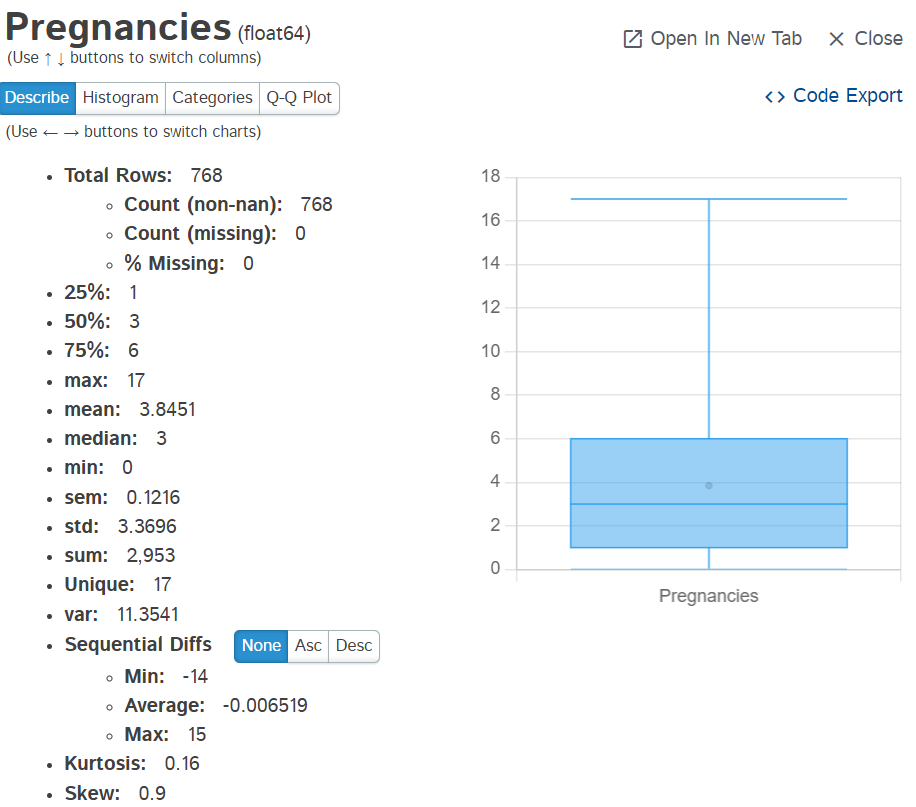 Pregnancies (float64)
(Use ↑ ↓ buttons to switch columns)
Open In New Tab
Close
Describe
Histogram
Categories
Q-Q Plot
Code Export
(Use ← → buttons to switch charts)
Total Rows: 768
Count (non-nan): 768
Count (missing): 0
% Missing: 0
25%: 1
50%: 3
75%: 6
max: 17
mean: 3.8451
median: 3
min: 0
sem: 0.1216
std: 3.3696
sum: 2,953
Unique: 17
var: 11.3541
Sequential Diffs
None
Asc
Desc
Min: -14
Average: -0.006519
Max: 15
Kurtosis: 0.16
Skew: 0.9
18
16
14
12
10
8
6
4
2
0
Pregnancies